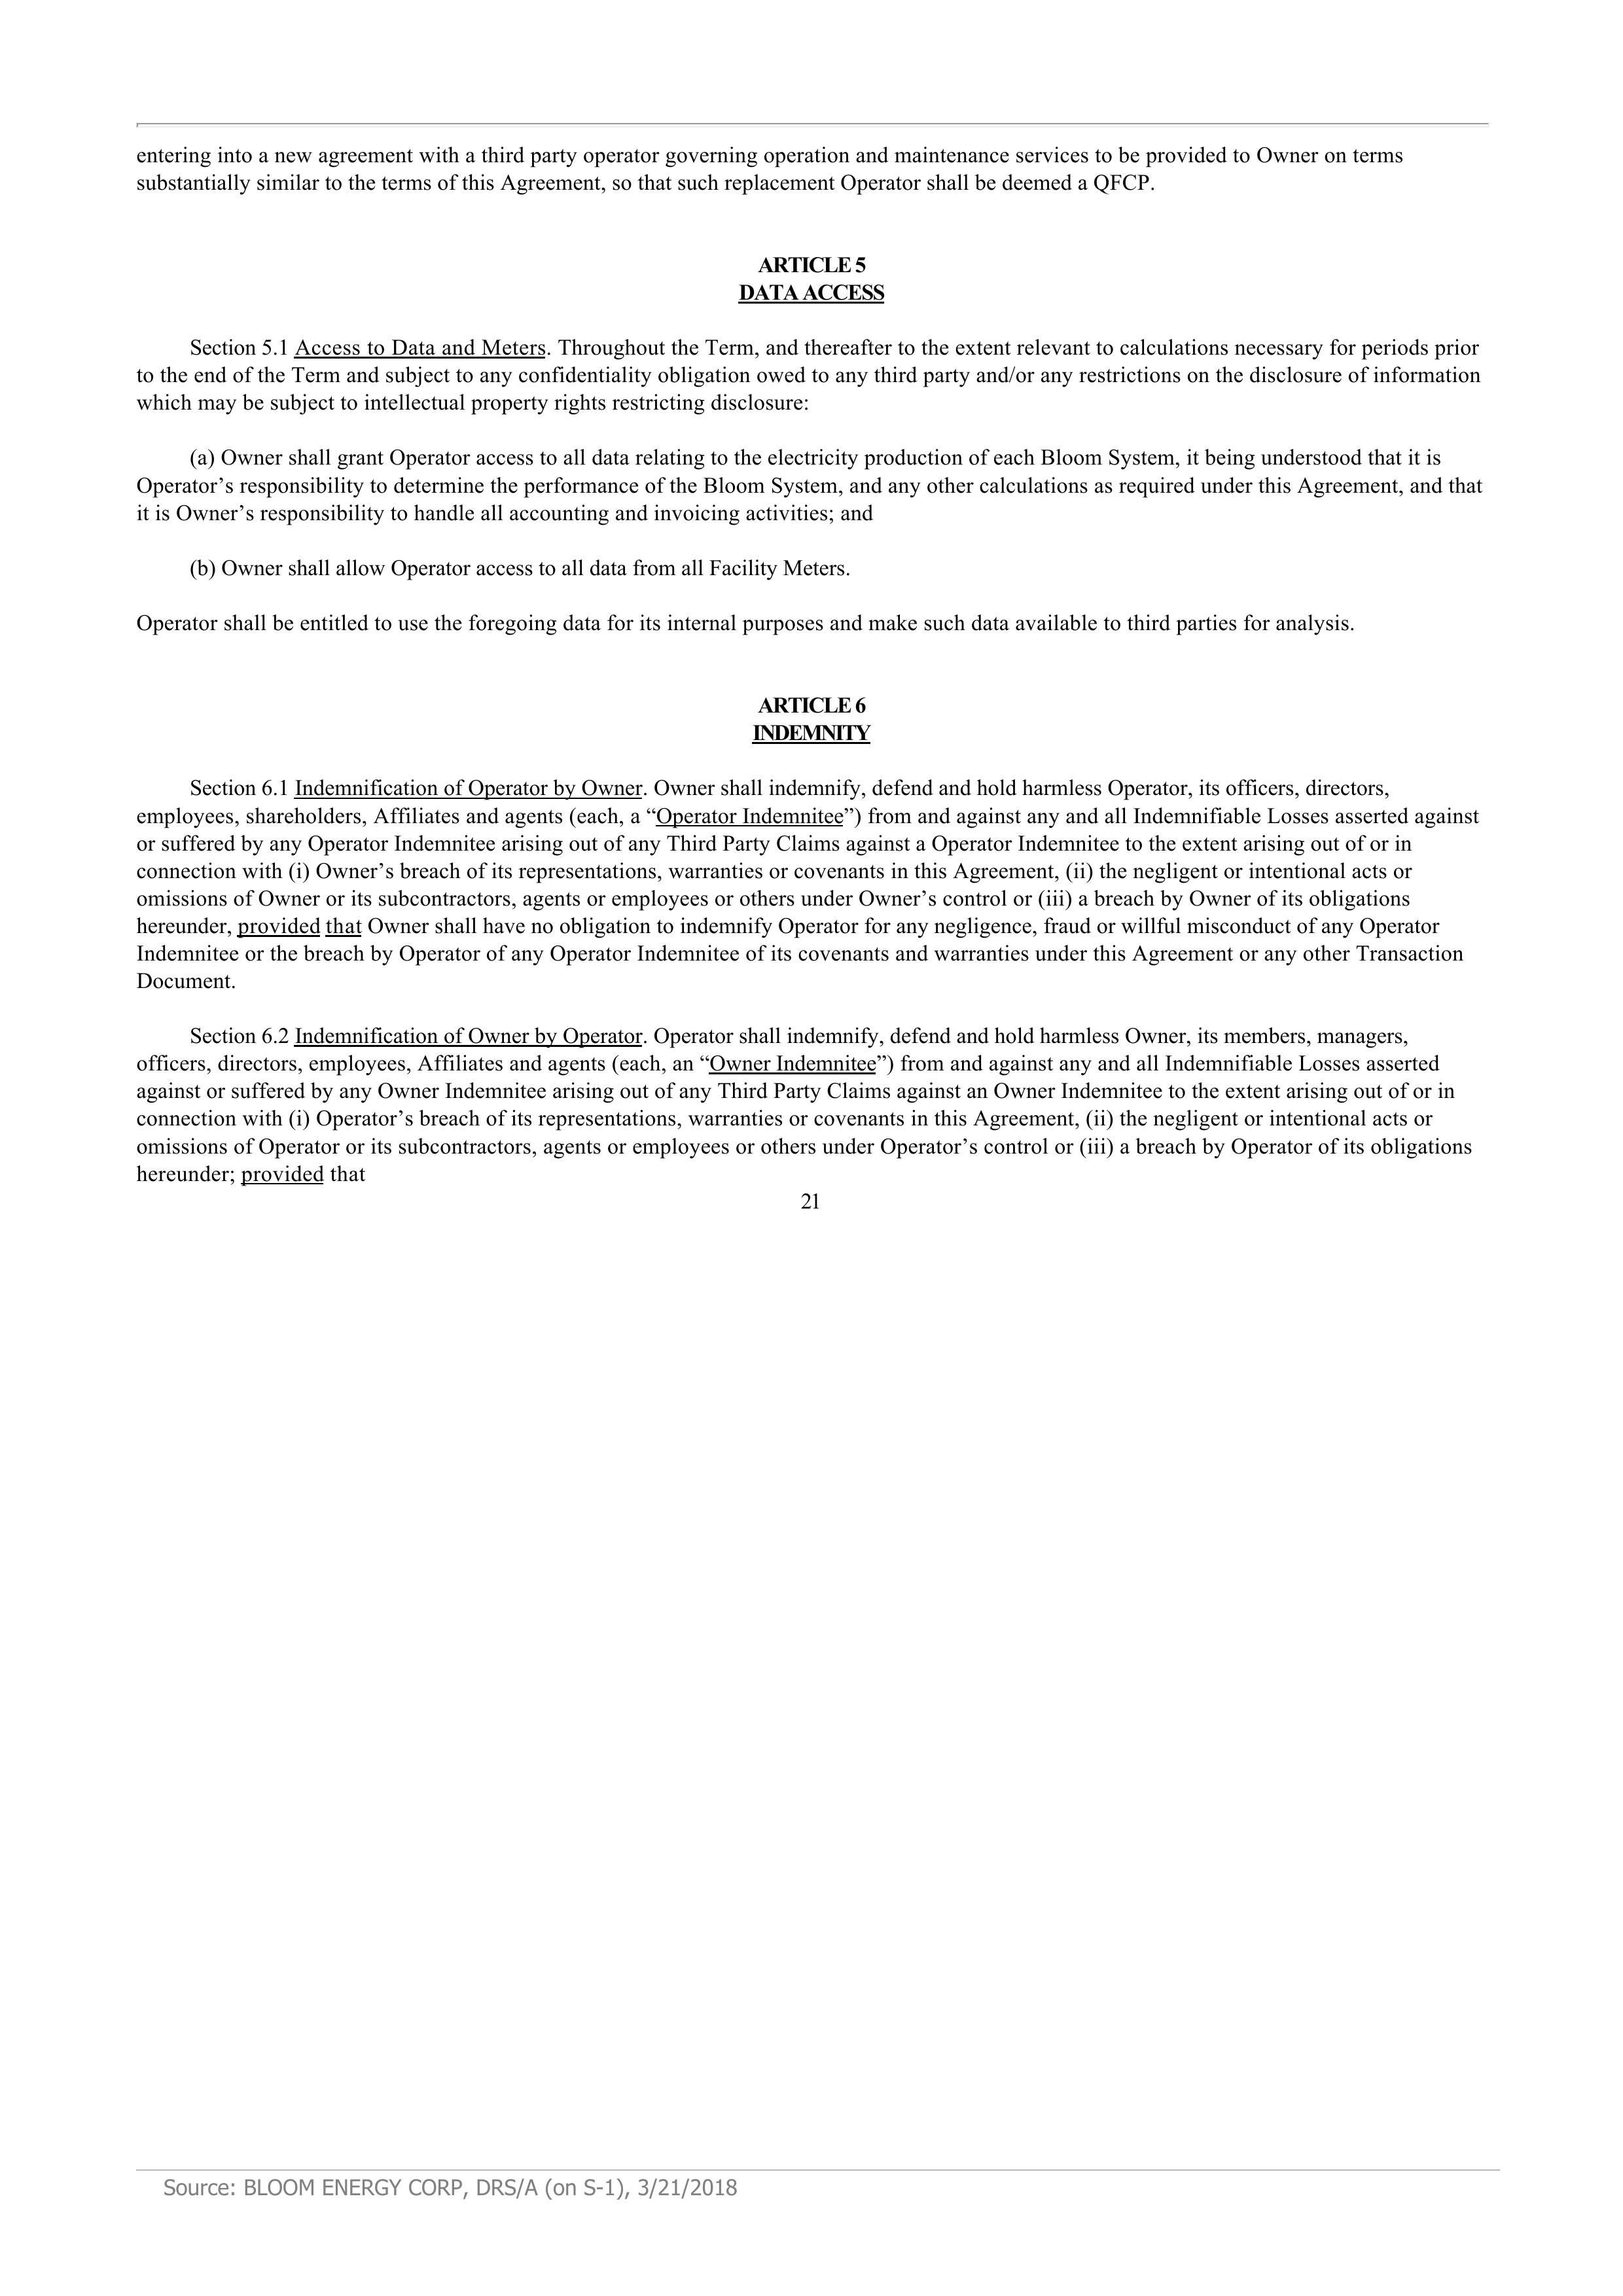 entering into a new agreement with a third party operator governing operation and maintenance services to be provided to Owner on terms
substantially similar to the terms of this Agreement, so that such replacement Operator shall be deemed a QFCP.
ARTICLE 5
DATA ACCESS
Section 5.1 Access to Data and Meters. Throughout the Term, and thereafter to the extent relevant to calculations necessary for periods prior
to the end of the Term and subject to any confidentiality obligation owed to any third party and/or any restrictions on the disclosure of information
which may be subject to intellectual property rights restricting disclosure:
(a) Owner shall grant Operator access to all data relating to the electricity production of each Bloom System, it being understood that it is
Operator’s responsibility to determine the performance of the Bloom System, and any other calculations as required under this Agreement, and that
it is Owner’s responsibility to handle all accounting and invoicing activities; and
(b) Owner shall allow Operator access to all data from all Facility Meters.
Operator shall be entitled to use the foregoing data for its internal purposes and make such data available to third parties for analysis.
ARTICLE 6
INDEMNITY
Section 6.1 Indemnification of Operator by Owner. Owner shall indemnify, defend and hold harmless Operator, its officers, directors,
employees, shareholders, Affiliates and agents (each, a “Operator Indemnitee”) from and against any and all Indemnifiable Losses asserted against
or suffered by any Operator Indemnitee arising out of any Third Party Claims against a Operator Indemnitee to the extent arising out of or in
connection with (i) Owner’s breach of its representations, warranties or covenants in this Agreement, (ii) the negligent or intentional acts or
omissions of Owner or its subcontractors, agents or employees or others under Owner’s control or (iii) a breach by Owner of its obligations
hereunder, provided that Owner shall have no obligation to indemnify Operator for any negligence, fraud or willful misconduct of any Operator
Indemnitee or the breach by Operator of any Operator Indemnitee of its covenants and warranties under this Agreement or any other Transaction
Document.
Section 6.2 Indemnification of Owner by Operator. Operator shall indemnify, defend and hold harmless Owner, its members, managers,
officers, directors, employees, Affiliates and agents (each, an “Owner Indemnitee”) from and against any and all Indemnifiable Losses asserted
against or suffered by any Owner Indemnitee arising out of any Third Party Claims against an Owner Indemnitee to the extent arising out of or in
connection with (i) Operator’s breach of its representations, warranties or covenants in this Agreement, (ii) the negligent or intentional acts or
omissions of Operator or its subcontractors, agents or employees or others under Operator’s control or (iii) a breach by Operator of its obligations
hereunder; provided that
21
Source: BLOOM ENERGY CORP, DRS/A (on S-1), 3/21/2018